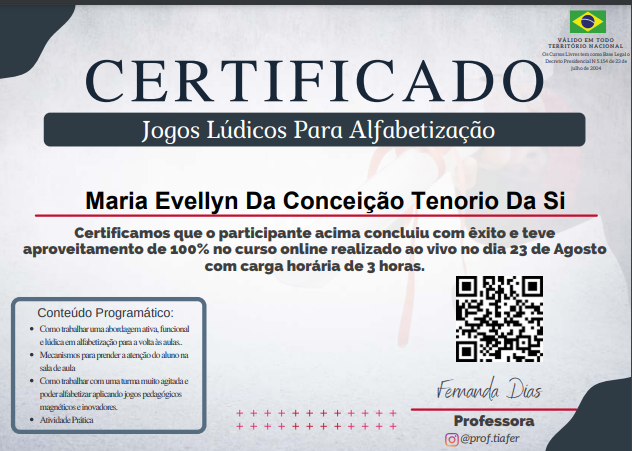 VÁLIDO EM TODO
TERRITÓRIO NACIONAL
Os Cursos Livres tem como Base Legal o
Decreto Presidencial N 5.154 de 23 de
julho de 2004
CERTIFICADO
Jogos Lúdicos Para Alfabetização
Maria Evellyn Da Conceição Tenorio Da Si
Certificamos que o participante acima concluiu com êxito e teve
aproveitamento de 100% no curso online realizado ao vivo no dia 23 de Agosto
com carga horária de 3 horas.
Conteúdo Programático:
Como trabalhar uma abordagem ativa, funcional
e lúdica em alfabetização para a volta às aulas..
Mecanismos para prender a atenção do aluno na
sala de aula
Como trabalhar com uma turma muito agitada e
poder alfabetizar aplicando jogos pedagógicos
magnéticos e inovadores.
Atividade Prática
Fernanda Dias
Professora
@prof.tiafer